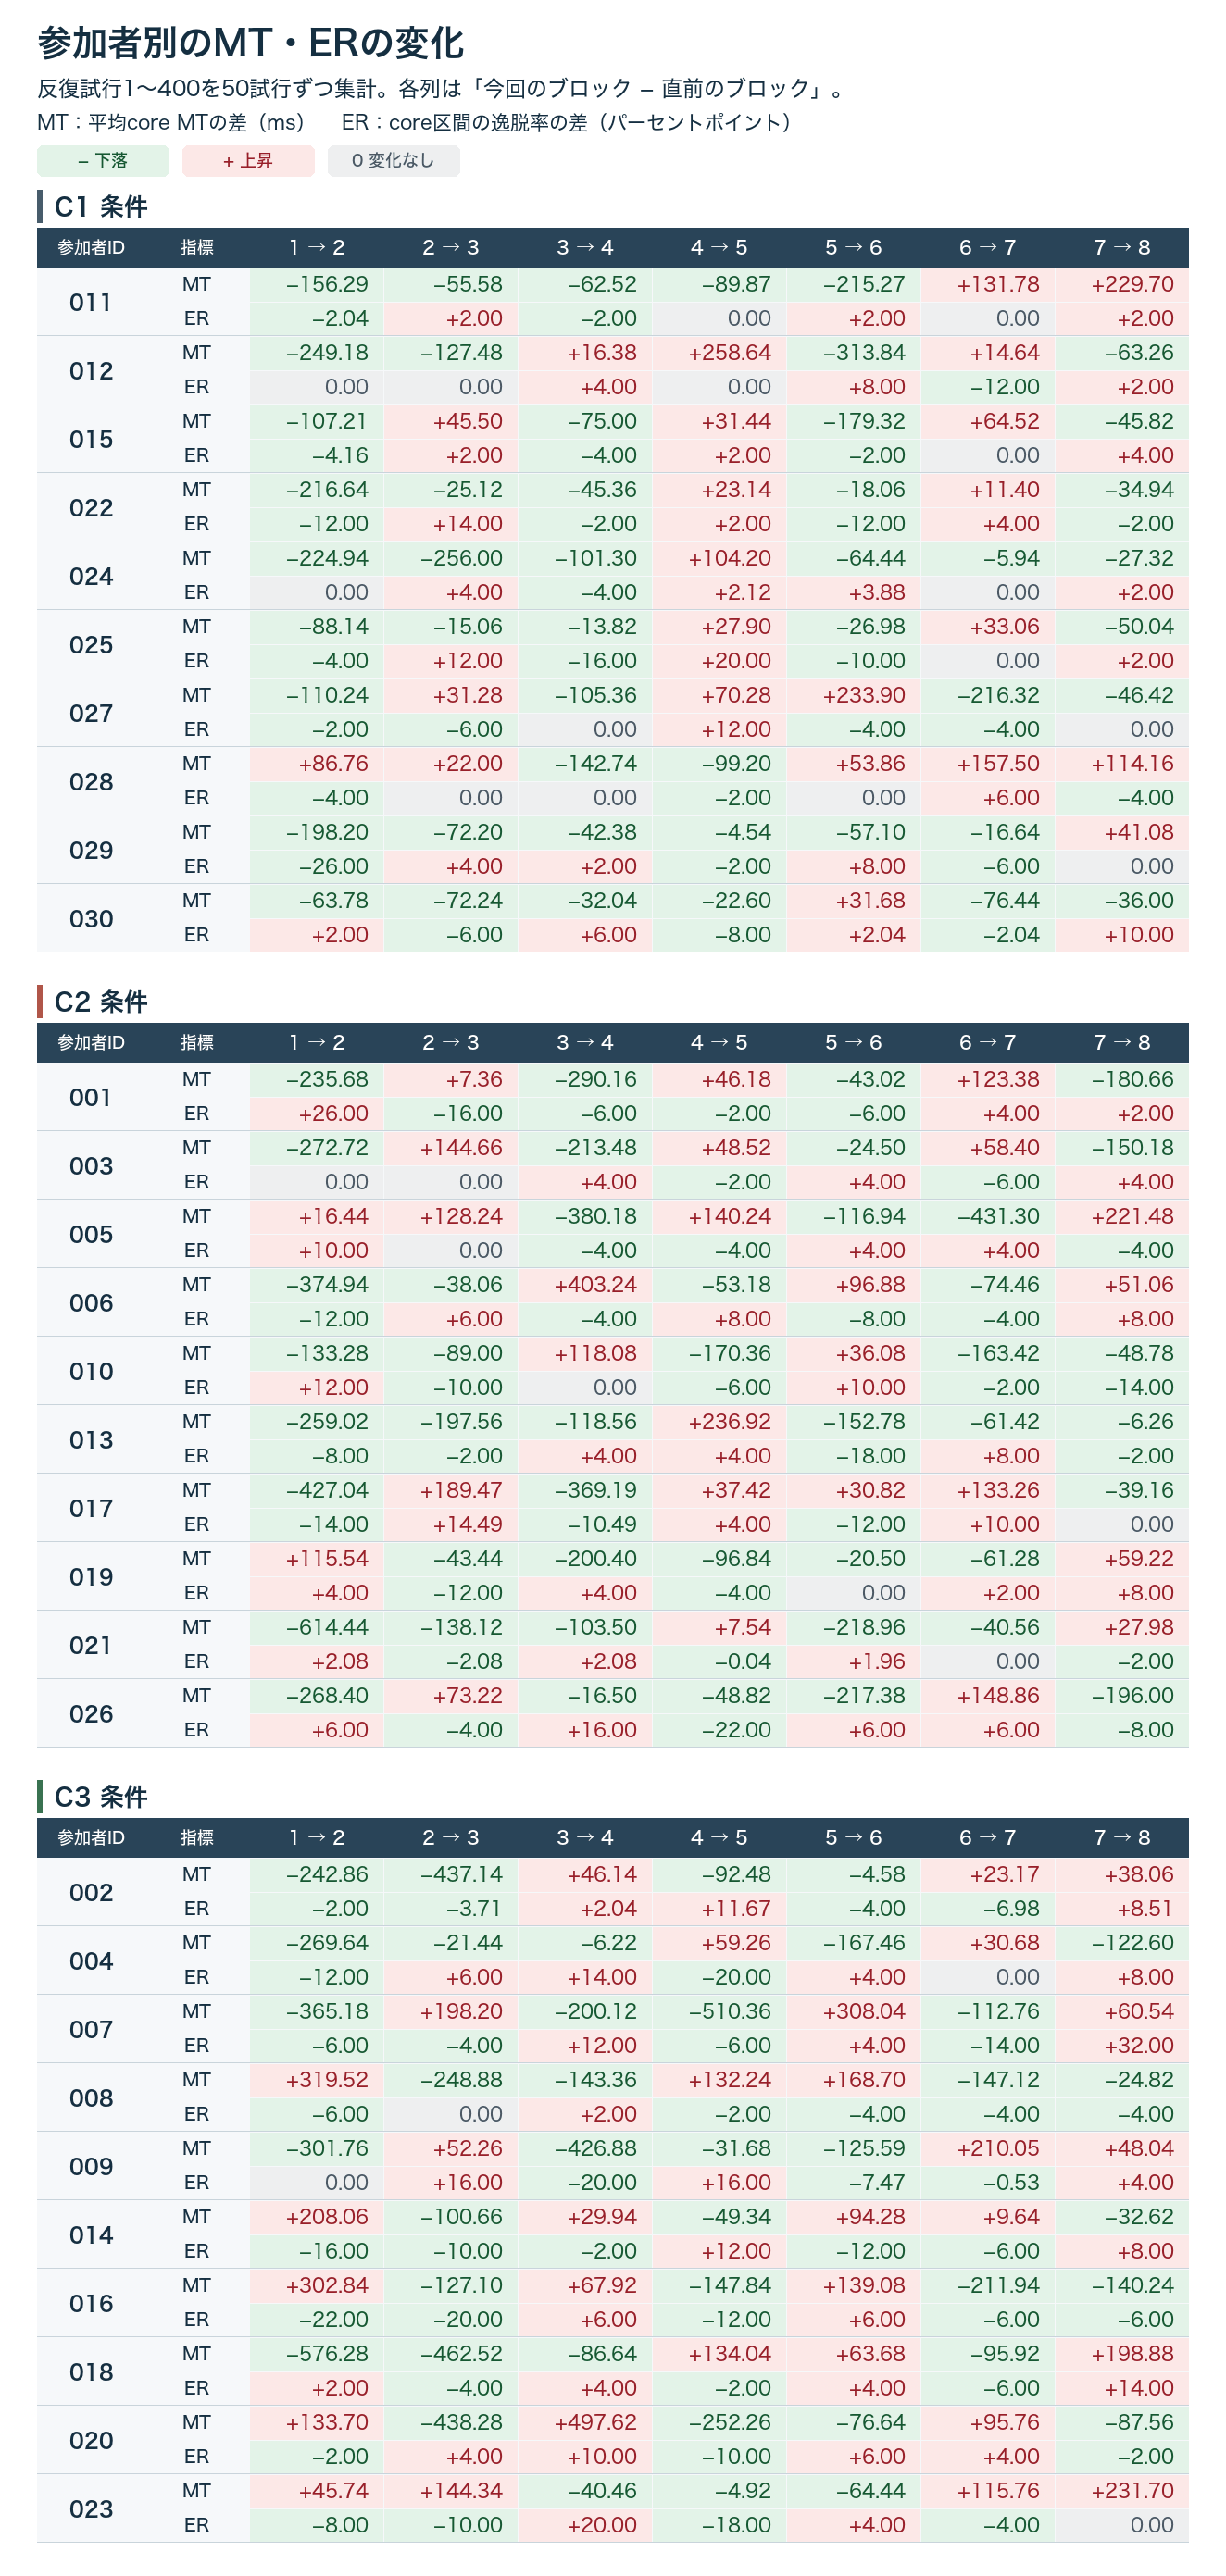 参加者別のMT・ERの変化
反復試行1〜400を50試行ずつ集計。各列は「今回のブロック − 直前のブロック」。
MT：平均core MTの差（ms） ER：core区間の逸脱率の差（パーセントポイント）
− 下落 + 上昇 0 変化なし
C1 条件
参加者ID 指標 1 → 2 2 → 3 3 → 4 4 → 5 5 → 6 6 → 7 7 → 8
011 MT −156.29 −55.58 −62.52 −89.87 −215.27 +131.78 +229.70
ER −2.04 +2.00 −2.00 0.00 +2.00 0.00 +2.00
012 MT −249.18 −127.48 +16.38 +258.64 −313.84 +14.64 −63.26
ER 0.00 0.00 +4.00 0.00 +8.00 −12.00 +2.00
015 MT −107.21 +45.50 −75.00 +31.44 −179.32 +64.52 −45.82
ER −4.16 +2.00 −4.00 +2.00 −2.00 0.00 +4.00
022 MT −216.64 −25.12 −45.36 +23.14 −18.06 +11.40 −34.94
ER −12.00 +14.00 −2.00 +2.00 −12.00 +4.00 −2.00
024 MT −224.94 −256.00 −101.30 +104.20 −64.44 −5.94 −27.32
ER 0.00 +4.00 −4.00 +2.12 +3.88 0.00 +2.00
025 MT −88.14 −15.06 −13.82 +27.90 −26.98 +33.06 −50.04
ER −4.00 +12.00 −16.00 +20.00 −10.00 0.00 +2.00
027 MT −110.24 +31.28 −105.36 +70.28 +233.90 −216.32 −46.42
ER −2.00 −6.00 0.00 +12.00 −4.00 −4.00 0.00
028 MT +86.76 +22.00 −142.74 −99.20 +53.86 +157.50 +114.16
ER −4.00 0.00 0.00 −2.00 0.00 +6.00 −4.00
029 MT −198.20 −72.20 −42.38 −4.54 −57.10 −16.64 +41.08
ER −26.00 +4.00 +2.00 −2.00 +8.00 −6.00 0.00
030 MT −63.78 −72.24 −32.04 −22.60 +31.68 −76.44 −36.00
ER +2.00 −6.00 +6.00 −8.00 +2.04 −2.04 +10.00
C2 条件
参加者ID 指標 1 → 2 2 → 3 3 → 4 4 → 5 5 → 6 6 → 7 7 → 8
001 MT −235.68 +7.36 −290.16 +46.18 −43.02 +123.38 −180.66
ER +26.00 −16.00 −6.00 −2.00 −6.00 +4.00 +2.00
003 MT −272.72 +144.66 −213.48 +48.52 −24.50 +58.40 −150.18
ER 0.00 0.00 +4.00 −2.00 +4.00 −6.00 +4.00
005 MT +16.44 +128.24 −380.18 +140.24 −116.94 −431.30 +221.48
ER +10.00 0.00 −4.00 −4.00 +4.00 +4.00 −4.00
006 MT −374.94 −38.06 +403.24 −53.18 +96.88 −74.46 +51.06
ER −12.00 +6.00 −4.00 +8.00 −8.00 −4.00 +8.00
010 MT −133.28 −89.00 +118.08 −170.36 +36.08 −163.42 −48.78
ER +12.00 −10.00 0.00 −6.00 +10.00 −2.00 −14.00
013 MT −259.02 −197.56 −118.56 +236.92 −152.78 −61.42 −6.26
ER −8.00 −2.00 +4.00 +4.00 −18.00 +8.00 −2.00
017 MT −427.04 +189.47 −369.19 +37.42 +30.82 +133.26 −39.16
ER −14.00 +14.49 −10.49 +4.00 −12.00 +10.00 0.00
019 MT +115.54 −43.44 −200.40 −96.84 −20.50 −61.28 +59.22
ER +4.00 −12.00 +4.00 −4.00 0.00 +2.00 +8.00
021 MT −614.44 −138.12 −103.50 +7.54 −218.96 −40.56 +27.98
ER +2.08 −2.08 +2.08 −0.04 +1.96 0.00 −2.00
026 MT −268.40 +73.22 −16.50 −48.82 −217.38 +148.86 −196.00
ER +6.00 −4.00 +16.00 −22.00 +6.00 +6.00 −8.00
C3 条件
参加者ID 指標 1 → 2 2 → 3 3 → 4 4 → 5 5 → 6 6 → 7 7 → 8
002 MT −242.86 −437.14 +46.14 −92.48 −4.58 +23.17 +38.06
ER −2.00 −3.71 +2.04 +11.67 −4.00 −6.98 +8.51
004 MT −269.64 −21.44 −6.22 +59.26 −167.46 +30.68 −122.60
ER −12.00 +6.00 +14.00 −20.00 +4.00 0.00 +8.00
007 MT −365.18 +198.20 −200.12 −510.36 +308.04 −112.76 +60.54
ER −6.00 −4.00 +12.00 −6.00 +4.00 −14.00 +32.00
008 MT +319.52 −248.88 −143.36 +132.24 +168.70 −147.12 −24.82
ER −6.00 0.00 +2.00 −2.00 −4.00 −4.00 −4.00
009 MT −301.76 +52.26 −426.88 −31.68 −125.59 +210.05 +48.04
ER 0.00 +16.00 −20.00 +16.00 −7.47 −0.53 +4.00
014 MT +208.06 −100.66 +29.94 −49.34 +94.28 +9.64 −32.62
ER −16.00 −10.00 −2.00 +12.00 −12.00 −6.00 +8.00
016 MT +302.84 −127.10 +67.92 −147.84 +139.08 −211.94 −140.24
ER −22.00 −20.00 +6.00 −12.00 +6.00 −6.00 −6.00
018 MT −576.28 −462.52 −86.64 +134.04 +63.68 −95.92 +198.88
ER +2.00 −4.00 +4.00 −2.00 +4.00 −6.00 +14.00
020 MT +133.70 −438.28 +497.62 −252.26 −76.64 +95.76 −87.56
ER −2.00 +4.00 +10.00 −10.00 +6.00 +4.00 −2.00
023 MT +45.74 +144.34 −40.46 −4.92 −64.44 +115.76 +231.70
ER −8.00 −10.00 +20.00 −18.00 +4.00 −4.00 0.00